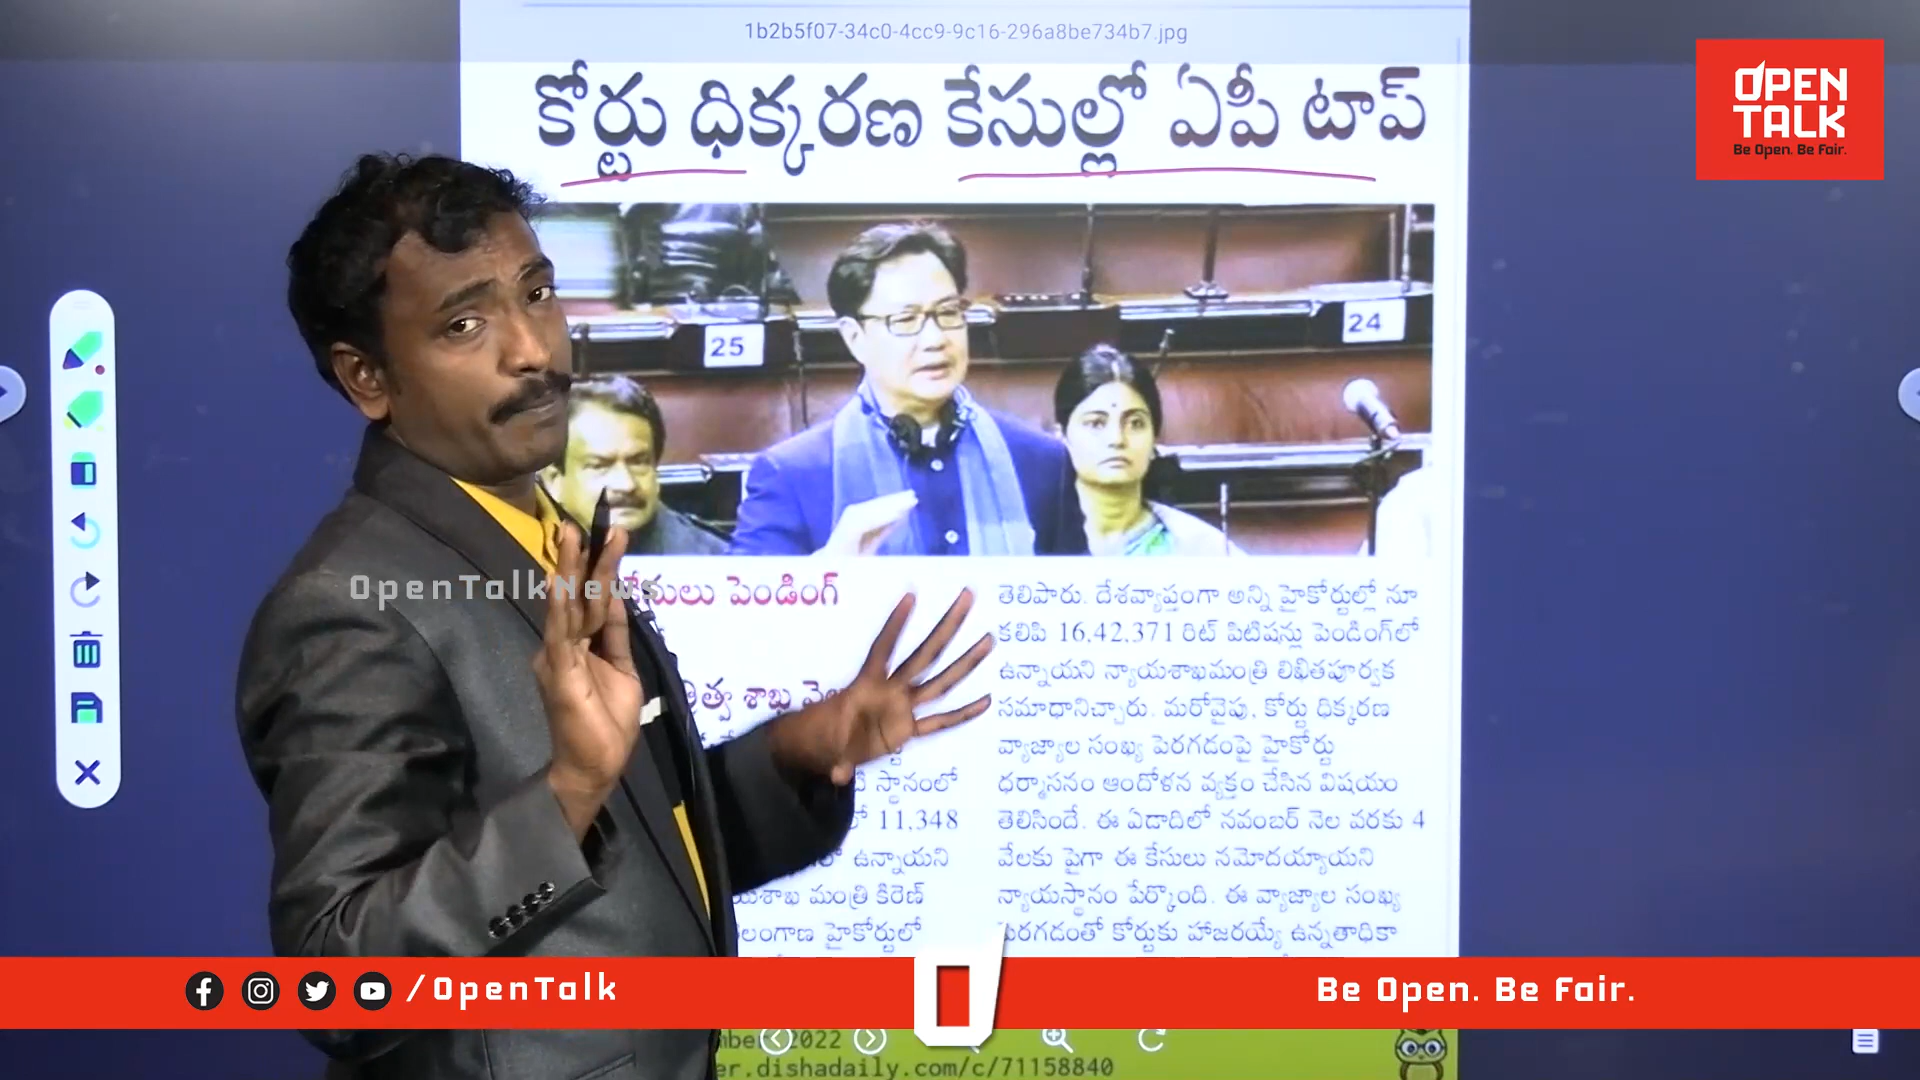 1b2b5f07-34c0-4cc9-9c16-296a8be734b7.jpg
OPEN
TALK
Be Open. Be Fair.
కోర్టు ధిక్కరణ కేసుల్లో ఏపీ టాప్
25
24
OpenTalkNews
కేసులు పెండింగ్
శాఖ
స్థానంలో
11,348
ఉన్నాయని
మంత్రి కిరెణ్
హైకోర్టులో
తెలిపారు. దేశవ్యాప్తంగా అన్ని హైకోర్టుల్లో నూ
కలిపి 16,42,371 రిట్ పిటిషన్లు పెండింగ్‌లో
ఉన్నాయని న్యాయశాఖమంత్రి లిఖితపూర్వక
సమాధానిచ్చారు. మరోవైపు, కోర్టు ధిక్కరణ
వ్యాజ్యాల సంఖ్య పెరగడంపై హైకోర్టు
ధర్మాసనం ఆందోళన వ్యక్తం చేసిన విషయం
తెలిసిందే. ఈ ఏడాదిలో నవంబర్ నెల వరకు 4
వేలకు పైగా ఈ కేసులు నమోదయ్యాయని
న్యాయస్థానం పేర్కొంది. ఈ వ్యాజ్యాల సంఖ్య
పెరగడంతో కోర్టుకు హాజరయ్యే ఉన్నతాధికా
/OpenTalk
Be Open. Be Fair.
2022
er.dishadaily.com/c/71158840